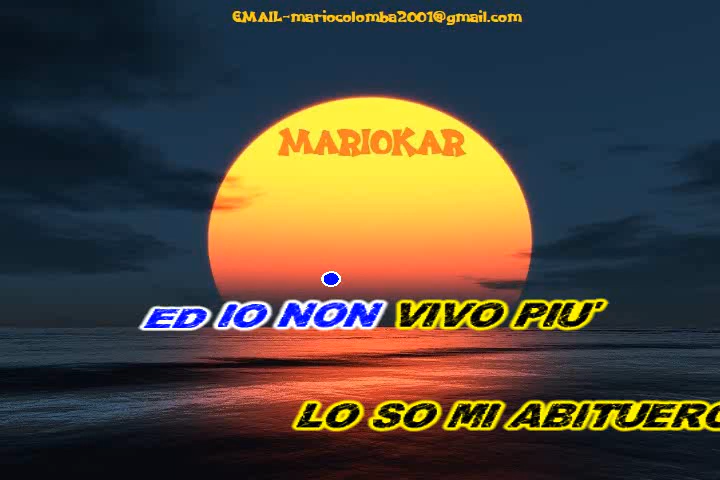 EMAIL-mariocolomba2001@gmail.com
MARIOKAR
ED IO NON VIVO PIU'
LO SO MI ABITUERO